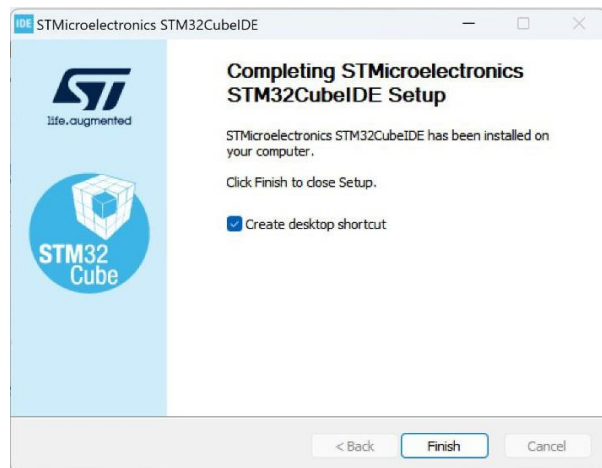 IDE STMicroelectronics STM32CubeIDE
ST
life.augmented
STM32
Cube
Completing STMicroelectronics
STM32CubeIDE Setup
STMicroelectronics STM32CubeIDE has been installed on
your computer.
Click Finish to close Setup.
Create desktop shortcut
< Back
Finish
Cancel